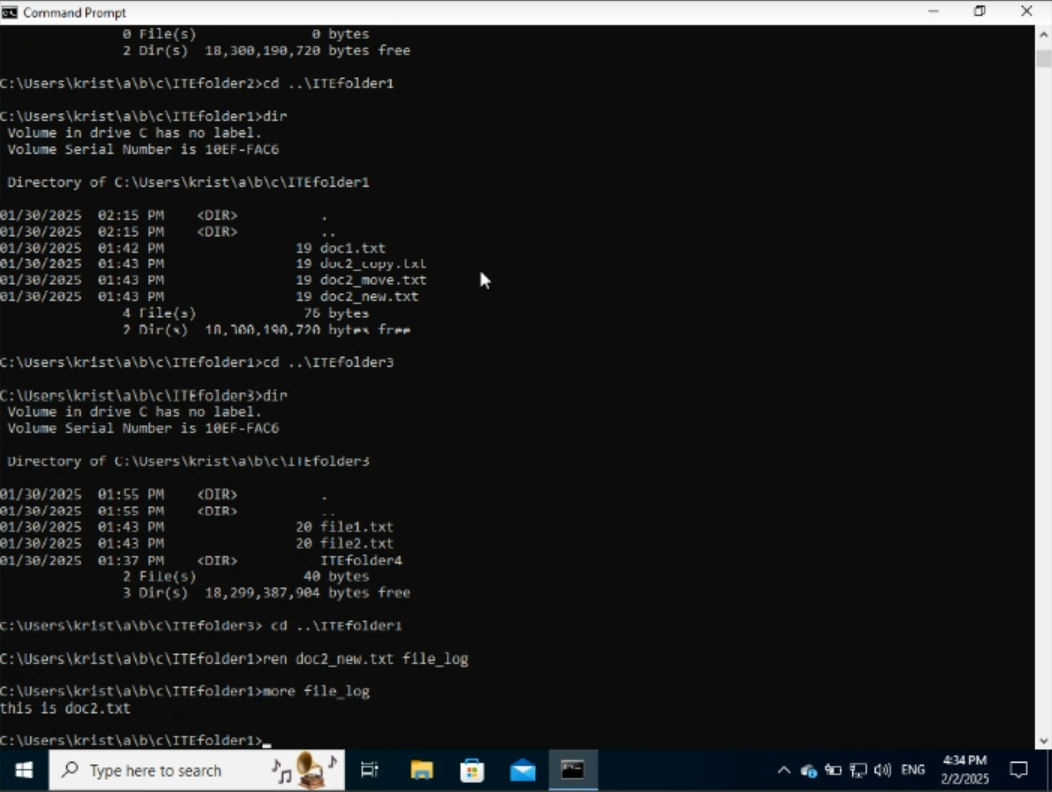 Command Prompt
0 File(s) 0 bytes
2 Dir(s) 18,300,190,720 bytes free
C:\Users\krist\a\b\c\ITEfolder2>cd ..\ITEfolder1
C:\Users\krist\a\b\c\ITEfolder1>dir
Volume in drive C has no label.
Volume Serial Number is 10EF-FAC6
Directory of C:\Users\krist\a\b\c\ITEfolder1
01/30/2025 02:15 PM <DIR> .
01/30/2025 02:15 PM <DIR> ..
01/30/2025 01:42 PM 19 doc1.txt
01/30/2025 01:43 PM 19 doc2_copy.txt
01/30/2025 01:43 PM 19 doc2_move.txt
01/30/2025 01:43 PM 19 doc2_new.txt
4 File(s) 76 bytes
2 Dir(s) 18,300,190,720 bytes free
C:\Users\krist\a\b\c\ITEfolder1>cd ..\ITEfolder3
C:\Users\krist\a\b\c\ITEfolder3>dir
Volume in drive C has no label.
Volume Serial Number is 10EF-FAC6
Directory of C:\Users\krist\a\b\c\ITEfolder3
01/30/2025 01:55 PM <DIR> .
01/30/2025 01:55 PM <DIR> ..
01/30/2025 01:43 PM 20 file1.txt
01/30/2025 01:43 PM 20 file2.txt
01/30/2025 01:37 PM <DIR> ITEfolder4
2 File(s) 40 bytes
3 Dir(s) 18,299,387,904 bytes free
C:\Users\krist\a\b\c\ITEfolder3> cd ..\ITEfolder1
C:\Users\krist\a\b\c\ITEfolder1>ren doc2_new.txt file_log
C:\Users\krist\a\b\c\ITEfolder1>more file_log
this is doc2.txt
C:\Users\krist\a\b\c\ITEfolder1>
Type here to search
ENG
4:34 PM
2/2/2025